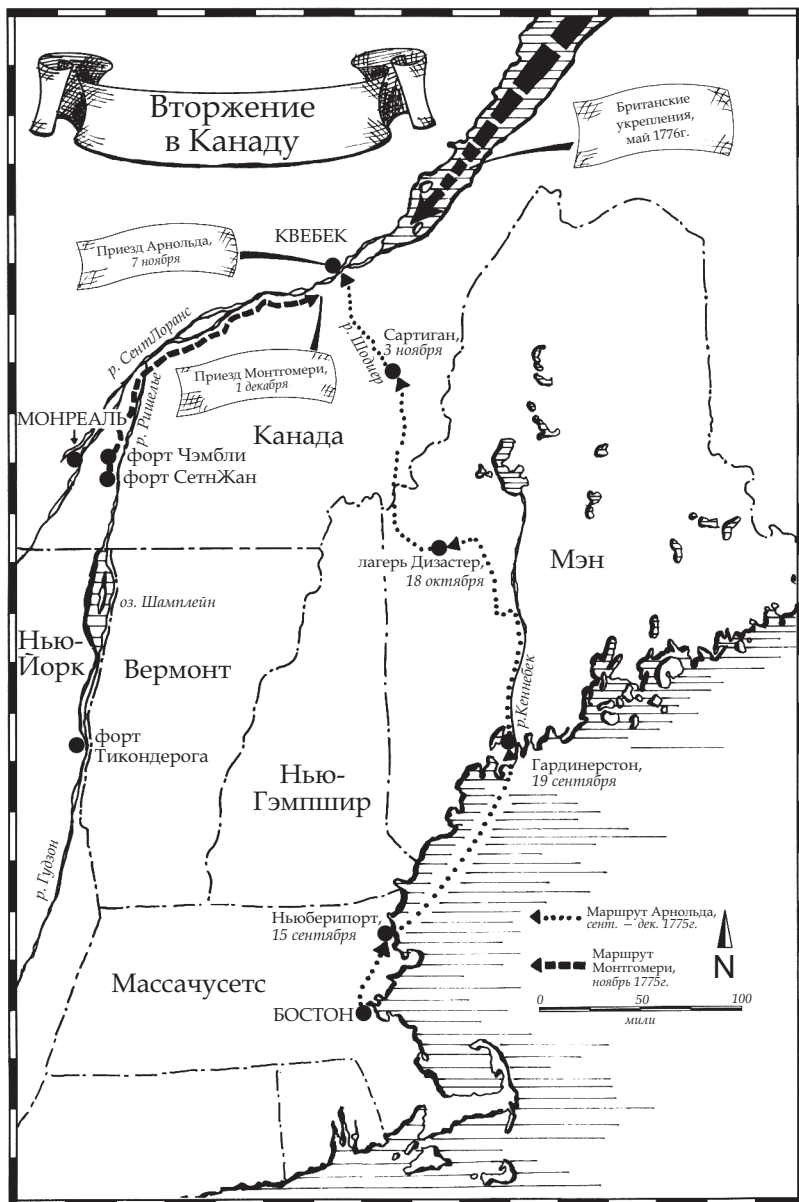 Вторжение
в Канаду
Британские
укрепления,
май 1776г.
КВЕБЕК
Приезд Арнольда,
7 ноября
р. СентЛоранс
р. Шодиер
Сартиган,
3 ноября
Приезд Монтгомери,
1 декабря
р. Ришелье
МОНРЕАЛЬ
Канада
форт Чэмбли
форт СетнЖан
лагерь Дизастер,
18 октября
Мэн
оз. Шамплейн
Нью-
Йорк
Вермонт
р.Кеннебек
форт
Тикондерога
Гардинерстон,
19 сентября
Нью-
Гэмпшир
р. Гудзон
Ньюберипорт,
15 сентября
Маршрут Арнольда,
сент. – дек. 1775г.
Маршрут
Монтгомери,
ноябрь 1775г.
N
Массачусетс
0 50 100
мили
БОСТОН